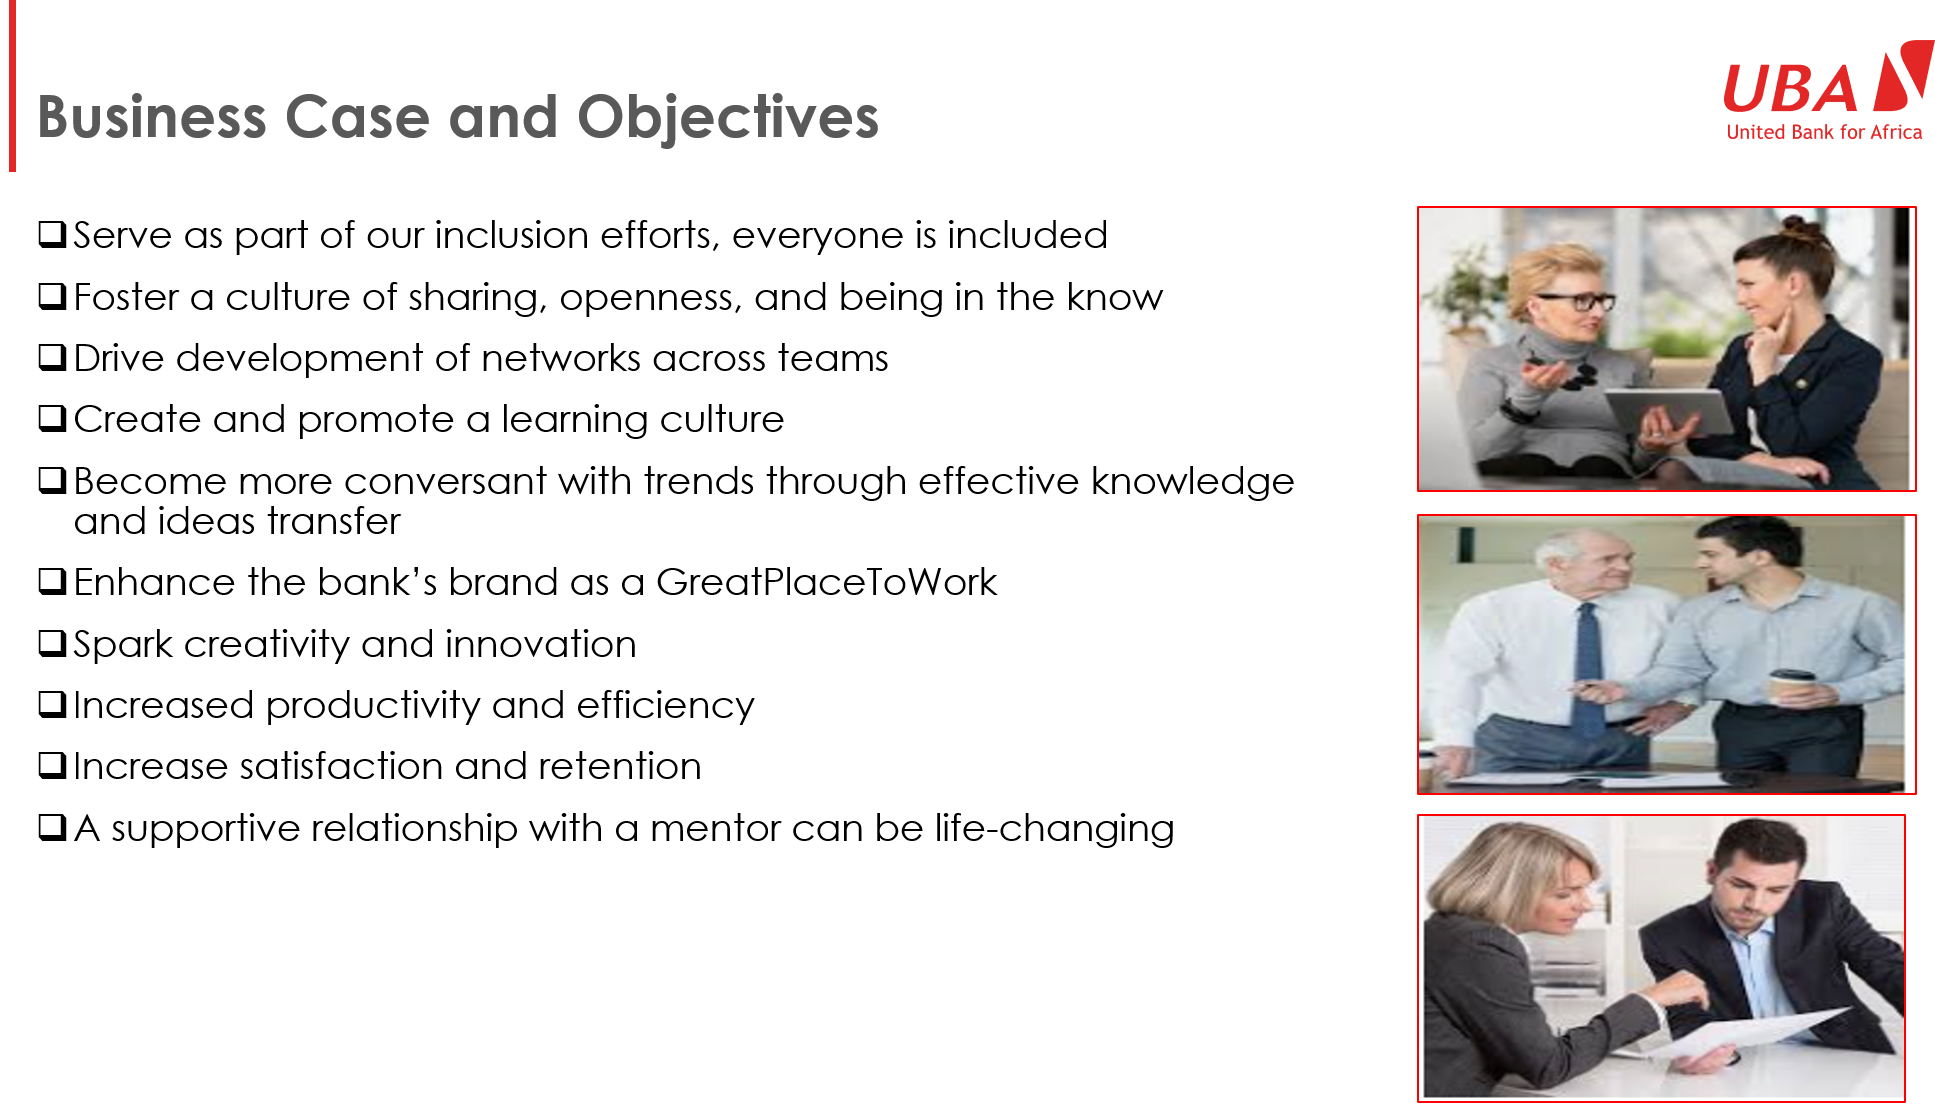 Business Case and Objectives
UBA
United Bank for Africa
Serve as part of our inclusion efforts, everyone is included
Foster a culture of sharing, openness, and being in the know
Drive development of networks across teams
Create and promote a learning culture
Become more conversant with trends through effective knowledge
and ideas transfer
Enhance the bank’s brand as a GreatPlaceToWork
Spark creativity and innovation
Increased productivity and efficiency
Increase satisfaction and retention
A supportive relationship with a mentor can be life-changing